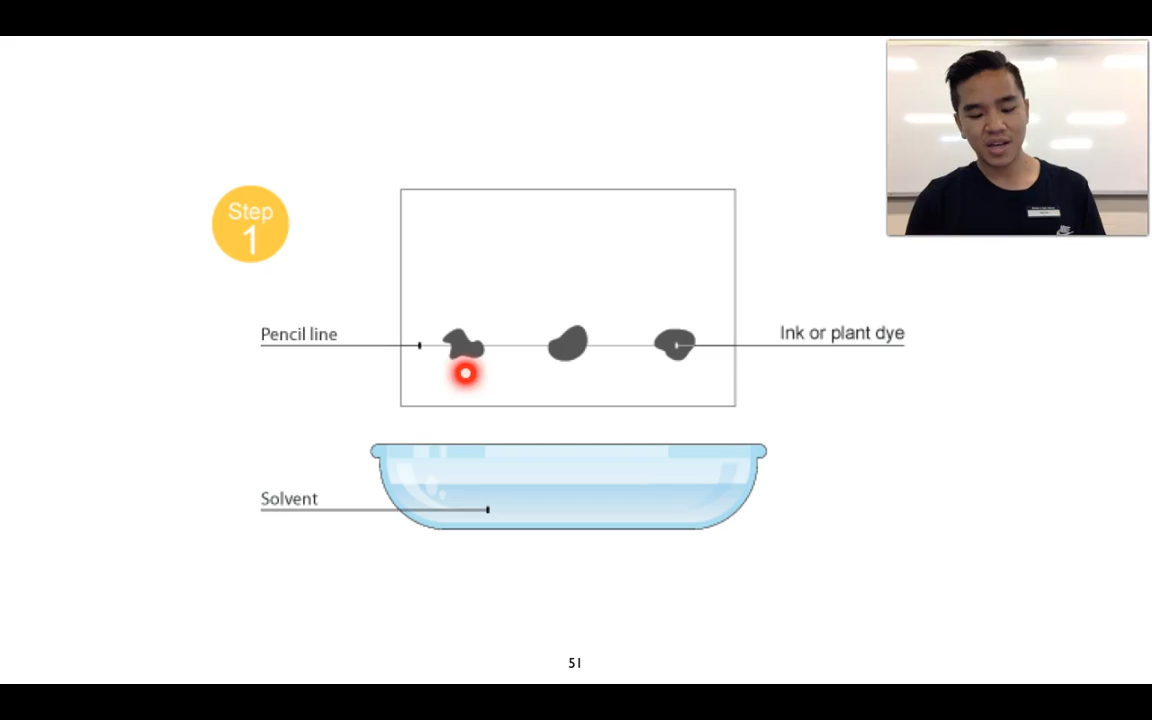 Step
1
Pencil line
Ink or plant dye
Solvent
51